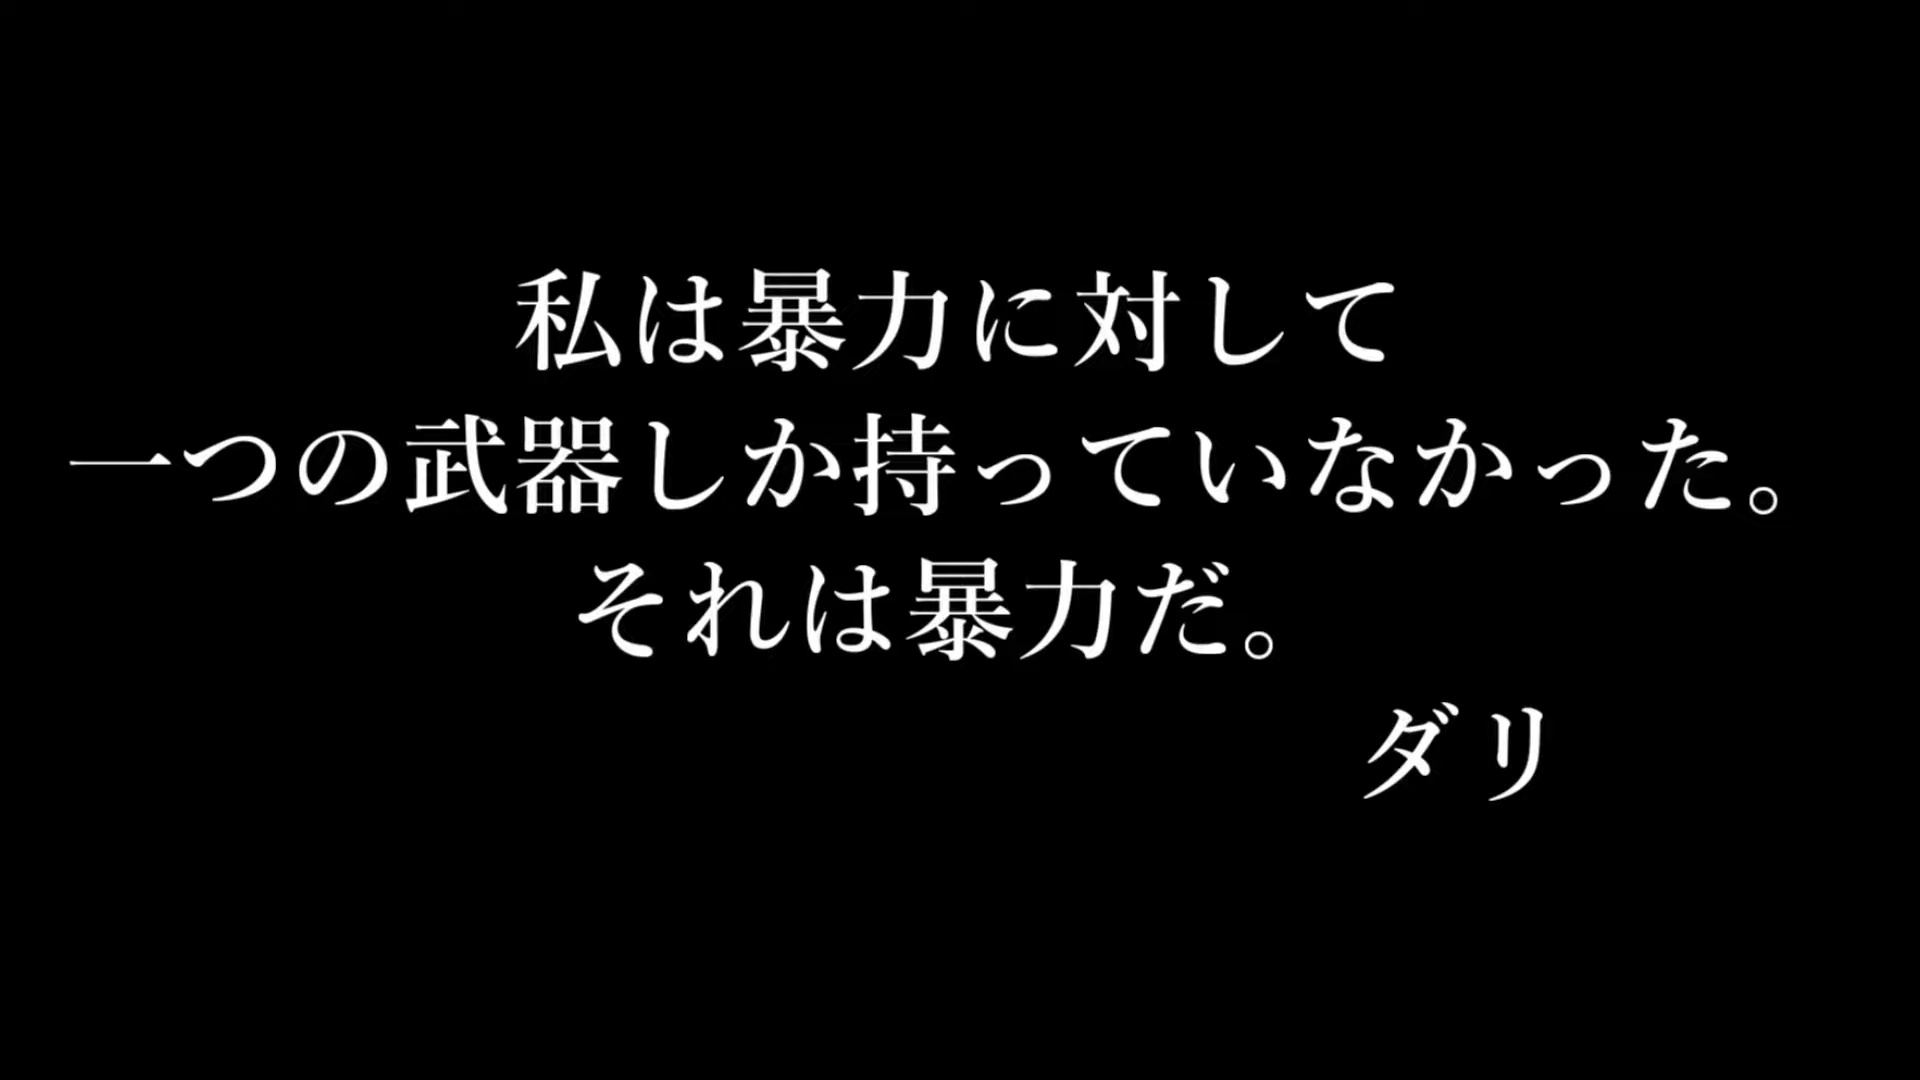 私は暴力に対して
一つの武器しか持っていなかった。
それは暴力だ。
ダリ